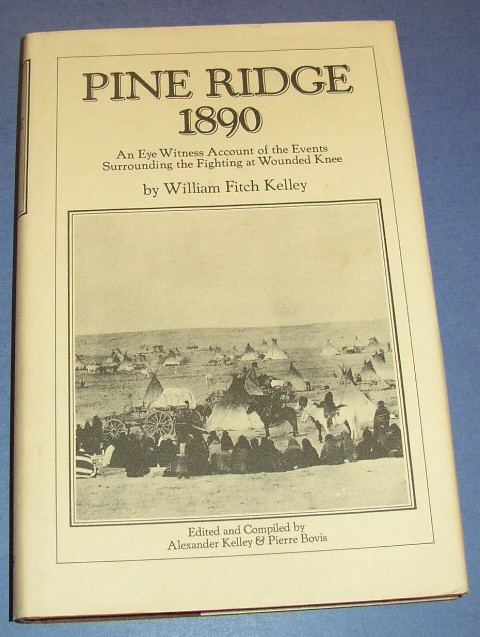 PINE RIDGE
1890
An Eye Witness Account of the Events
Surrounding the Fighting at Wounded Knee
by William Fitch Kelley
Edited and Compiled by
Alexander Kelley & Pierre Bovis